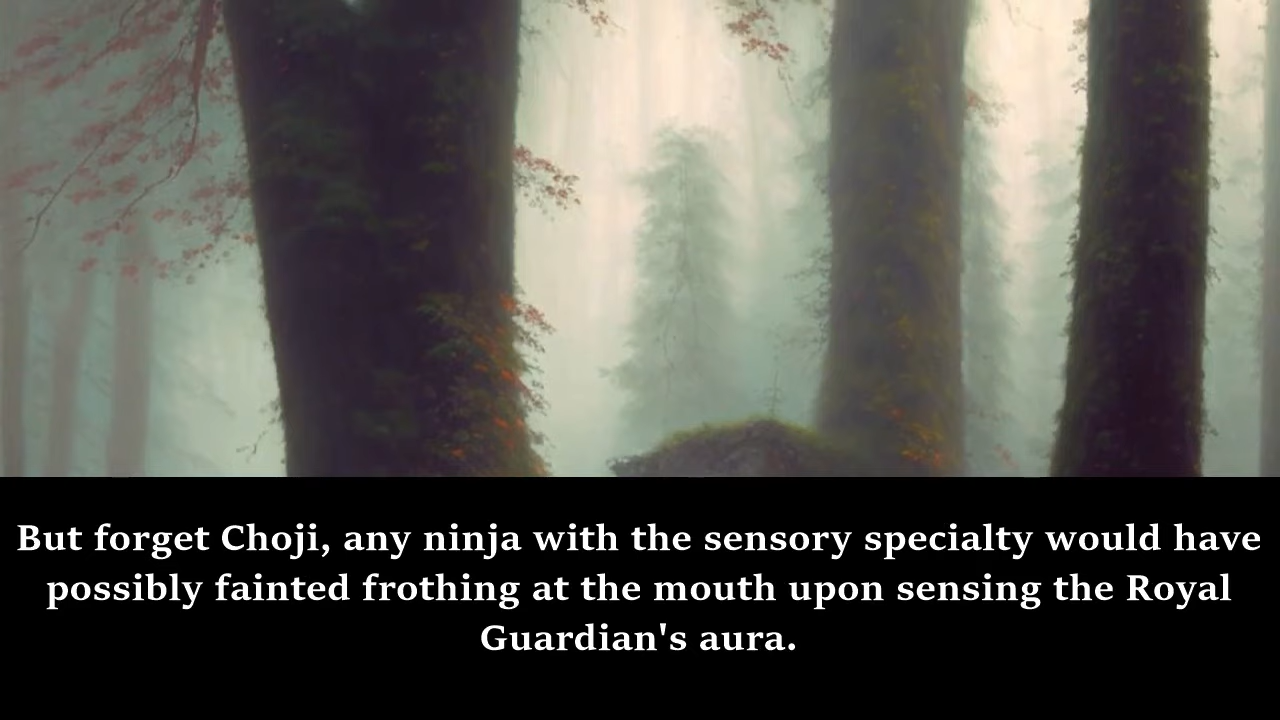 But forget Choji, any ninja with the sensory specialty would have
possibly fainted frothing at the mouth upon sensing the Royal
Guardian's aura.